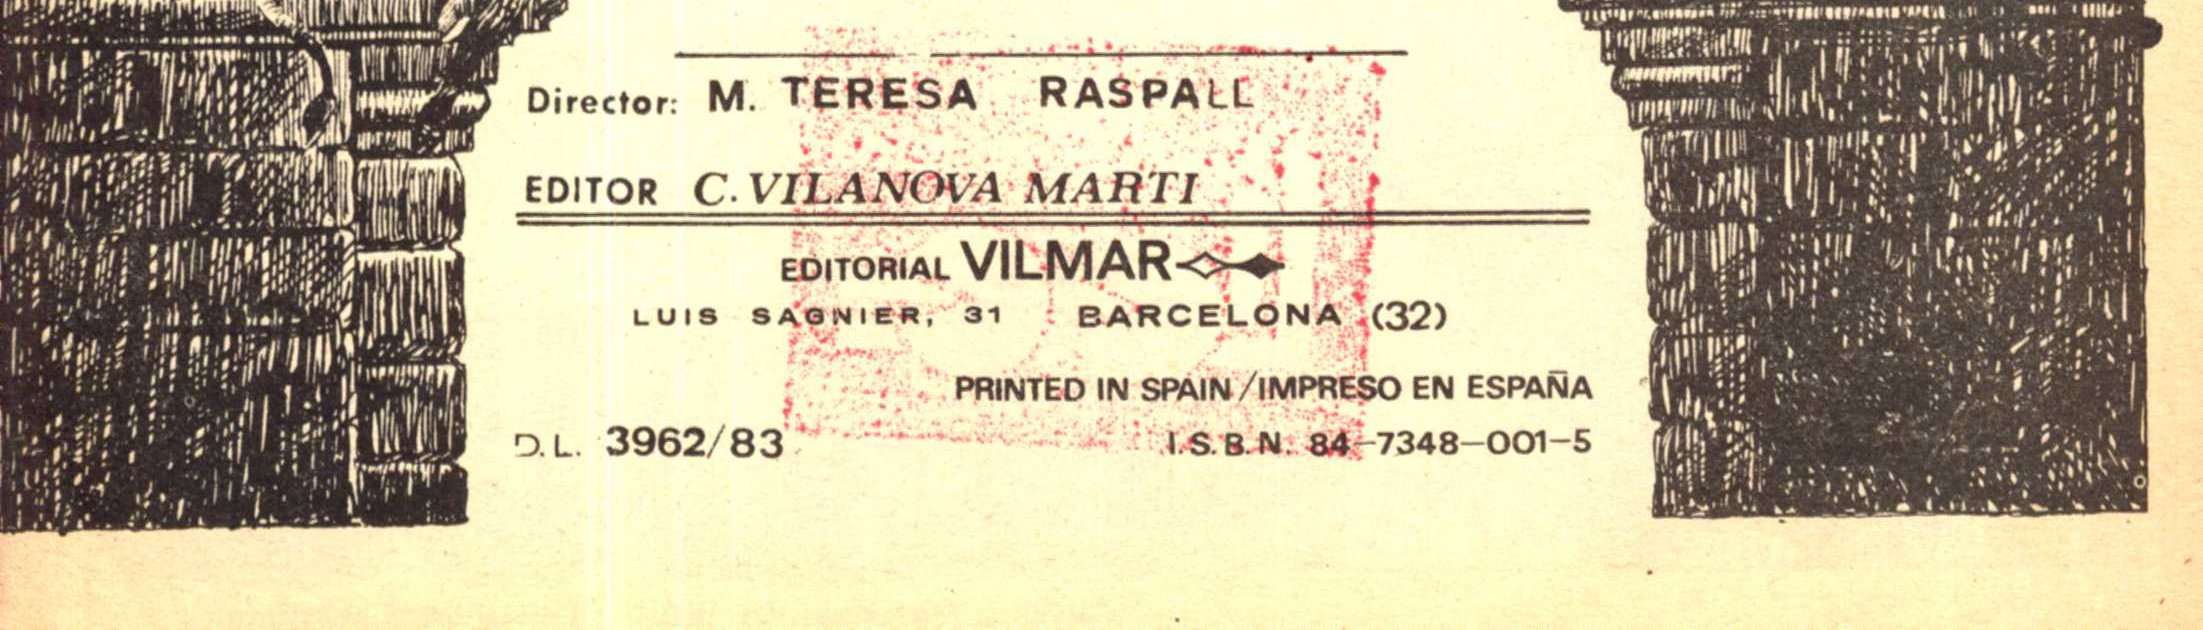 Director: M. TERESA RASPALL
EDITOR C. VILANOVA MARTI
EDITORIAL VILMAR
LUIS SAGNIER, 31 BARCELONA (32)
PRINTED IN SPAIN / IMPRESO EN ESPAÑA
D.L. 3962/83 I.S.B.N. 84-7348-001-5